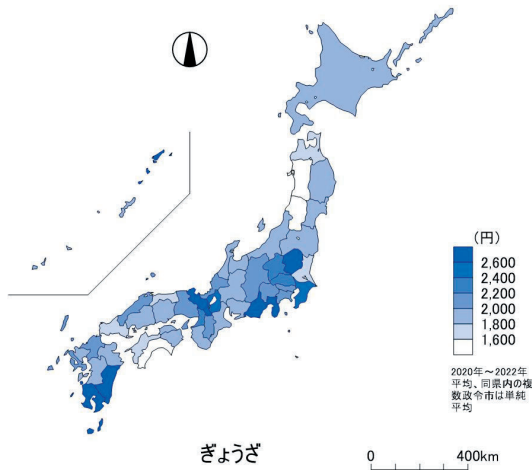 (円)
2,600
2,400
2,200
2,000
1,800
1,600
2020年～2022年
平均、同県内の複
数政令市は単純
平均
ぎょうざ
0 400km